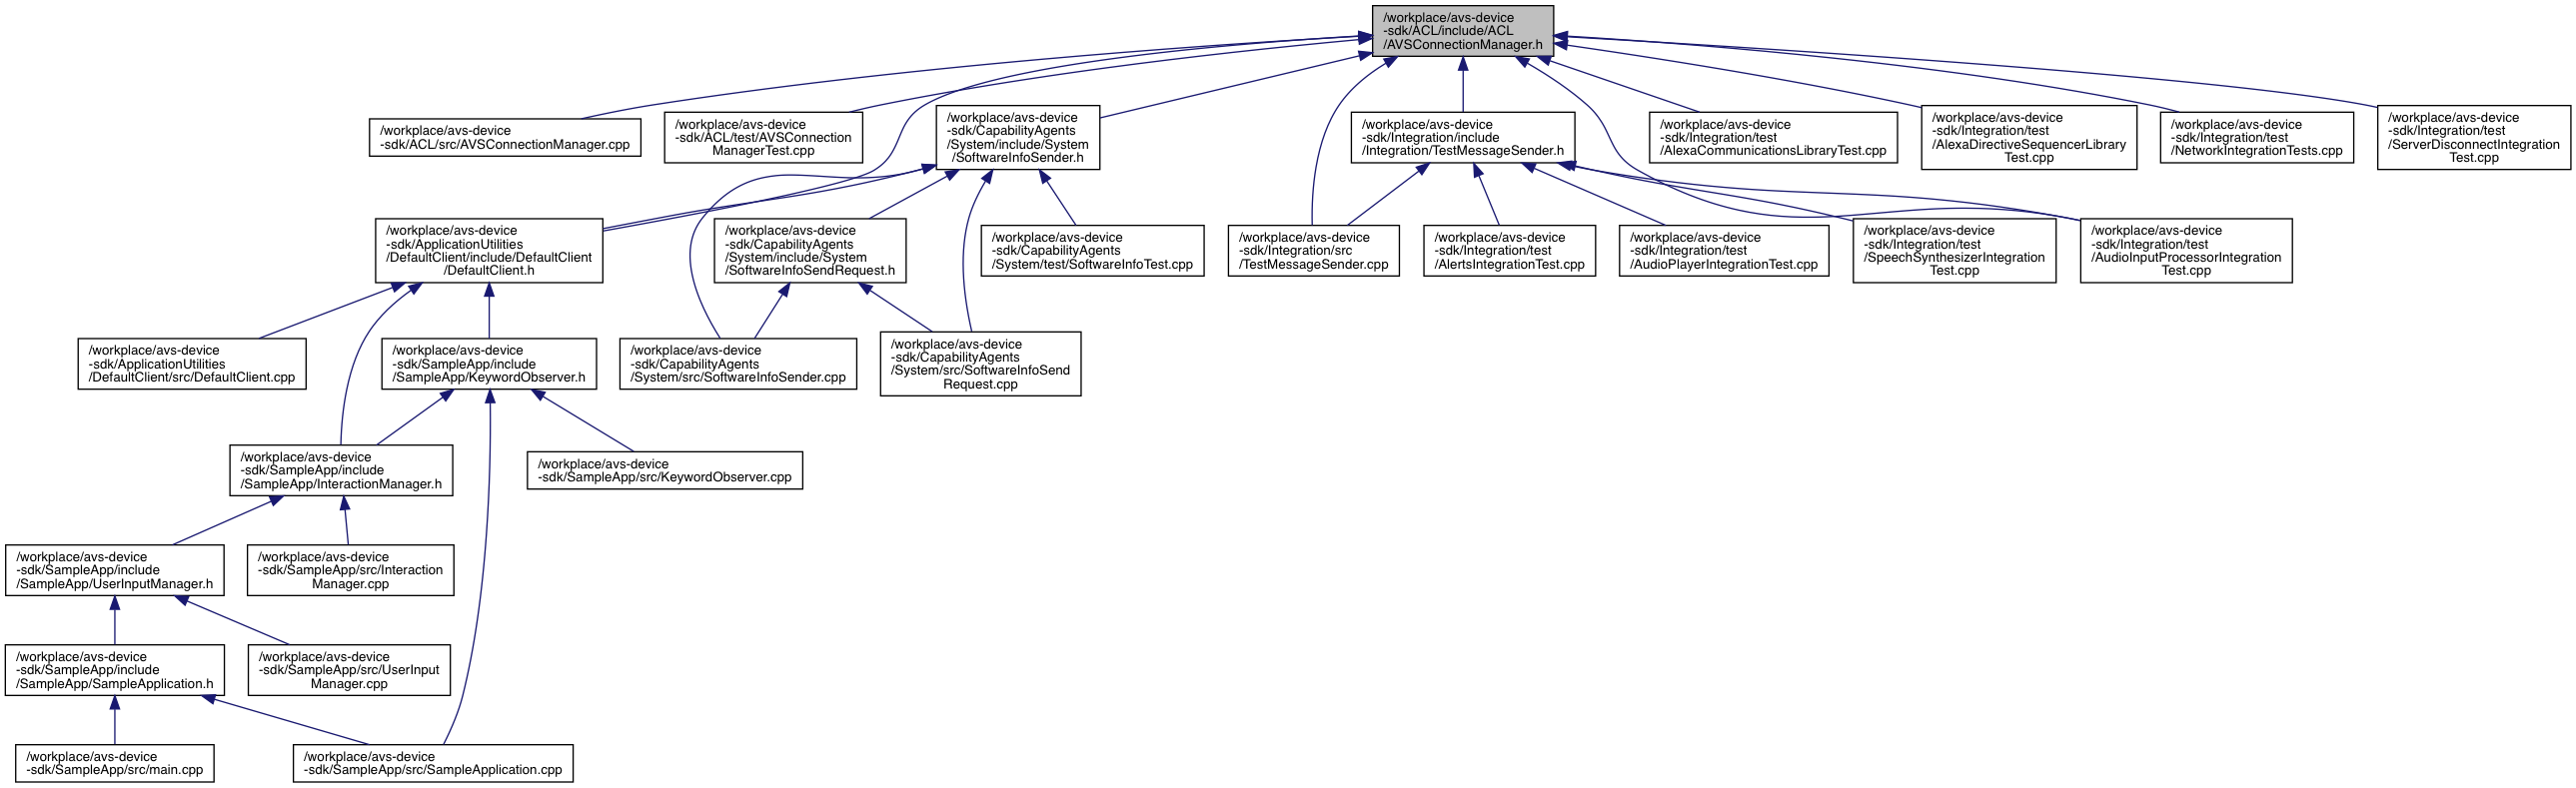 /workplace/avs-device
-sdk/ACL/include/ACL
/AVSConnectionManager.h
/workplace/avs-device
-sdk/ACL/src/AVSConnectionManager.cpp
/workplace/avs-device
-sdk/ACL/test/AVSConnection
ManagerTest.cpp
/workplace/avs-device
-sdk/CapabilityAgents
/System/include/System
/SoftwareInfoSender.h
/workplace/avs-device
-sdk/Integration/include
/Integration/TestMessageSender.h
/workplace/avs-device
-sdk/Integration/test
/AlexaCommunicationsLibraryTest.cpp
/workplace/avs-device
-sdk/Integration/test
/AlexaDirectiveSequencerLibrary
Test.cpp
/workplace/avs-device
-sdk/Integration/test
/NetworkIntegrationTests.cpp
/workplace/avs-device
-sdk/Integration/test
/ServerDisconnectIntegration
Test.cpp
/workplace/avs-device
-sdk/ApplicationUtilities
/DefaultClient/include/DefaultClient
/DefaultClient.h
/workplace/avs-device
-sdk/CapabilityAgents
/System/include/System
/SoftwareInfoSendRequest.h
/workplace/avs-device
-sdk/CapabilityAgents
/System/test/SoftwareInfoTest.cpp
/workplace/avs-device
-sdk/Integration/src
/TestMessageSender.cpp
/workplace/avs-device
-sdk/Integration/test
/AlertsIntegrationTest.cpp
/workplace/avs-device
-sdk/Integration/test
/AudioPlayerIntegrationTest.cpp
/workplace/avs-device
-sdk/Integration/test
/SpeechSynthesizerIntegration
Test.cpp
/workplace/avs-device
-sdk/Integration/test
/AudioInputProcessorIntegration
Test.cpp
/workplace/avs-device
-sdk/ApplicationUtilities
/DefaultClient/src/DefaultClient.cpp
/workplace/avs-device
-sdk/SampleApp/include
/SampleApp/KeywordObserver.h
/workplace/avs-device
-sdk/CapabilityAgents
/System/src/SoftwareInfoSender.cpp
/workplace/avs-device
-sdk/CapabilityAgents
/System/src/SoftwareInfoSend
Request.cpp
/workplace/avs-device
-sdk/SampleApp/include
/SampleApp/InteractionManager.h
/workplace/avs-device
-sdk/SampleApp/src/KeywordObserver.cpp
/workplace/avs-device
-sdk/SampleApp/include
/SampleApp/UserInputManager.h
/workplace/avs-device
-sdk/SampleApp/src/Interaction
Manager.cpp
/workplace/avs-device
-sdk/SampleApp/include
/SampleApp/SampleApplication.h
/workplace/avs-device
-sdk/SampleApp/src/UserInput
Manager.cpp
/workplace/avs-device
-sdk/SampleApp/src/main.cpp
/workplace/avs-device
-sdk/SampleApp/src/SampleApplication.cpp